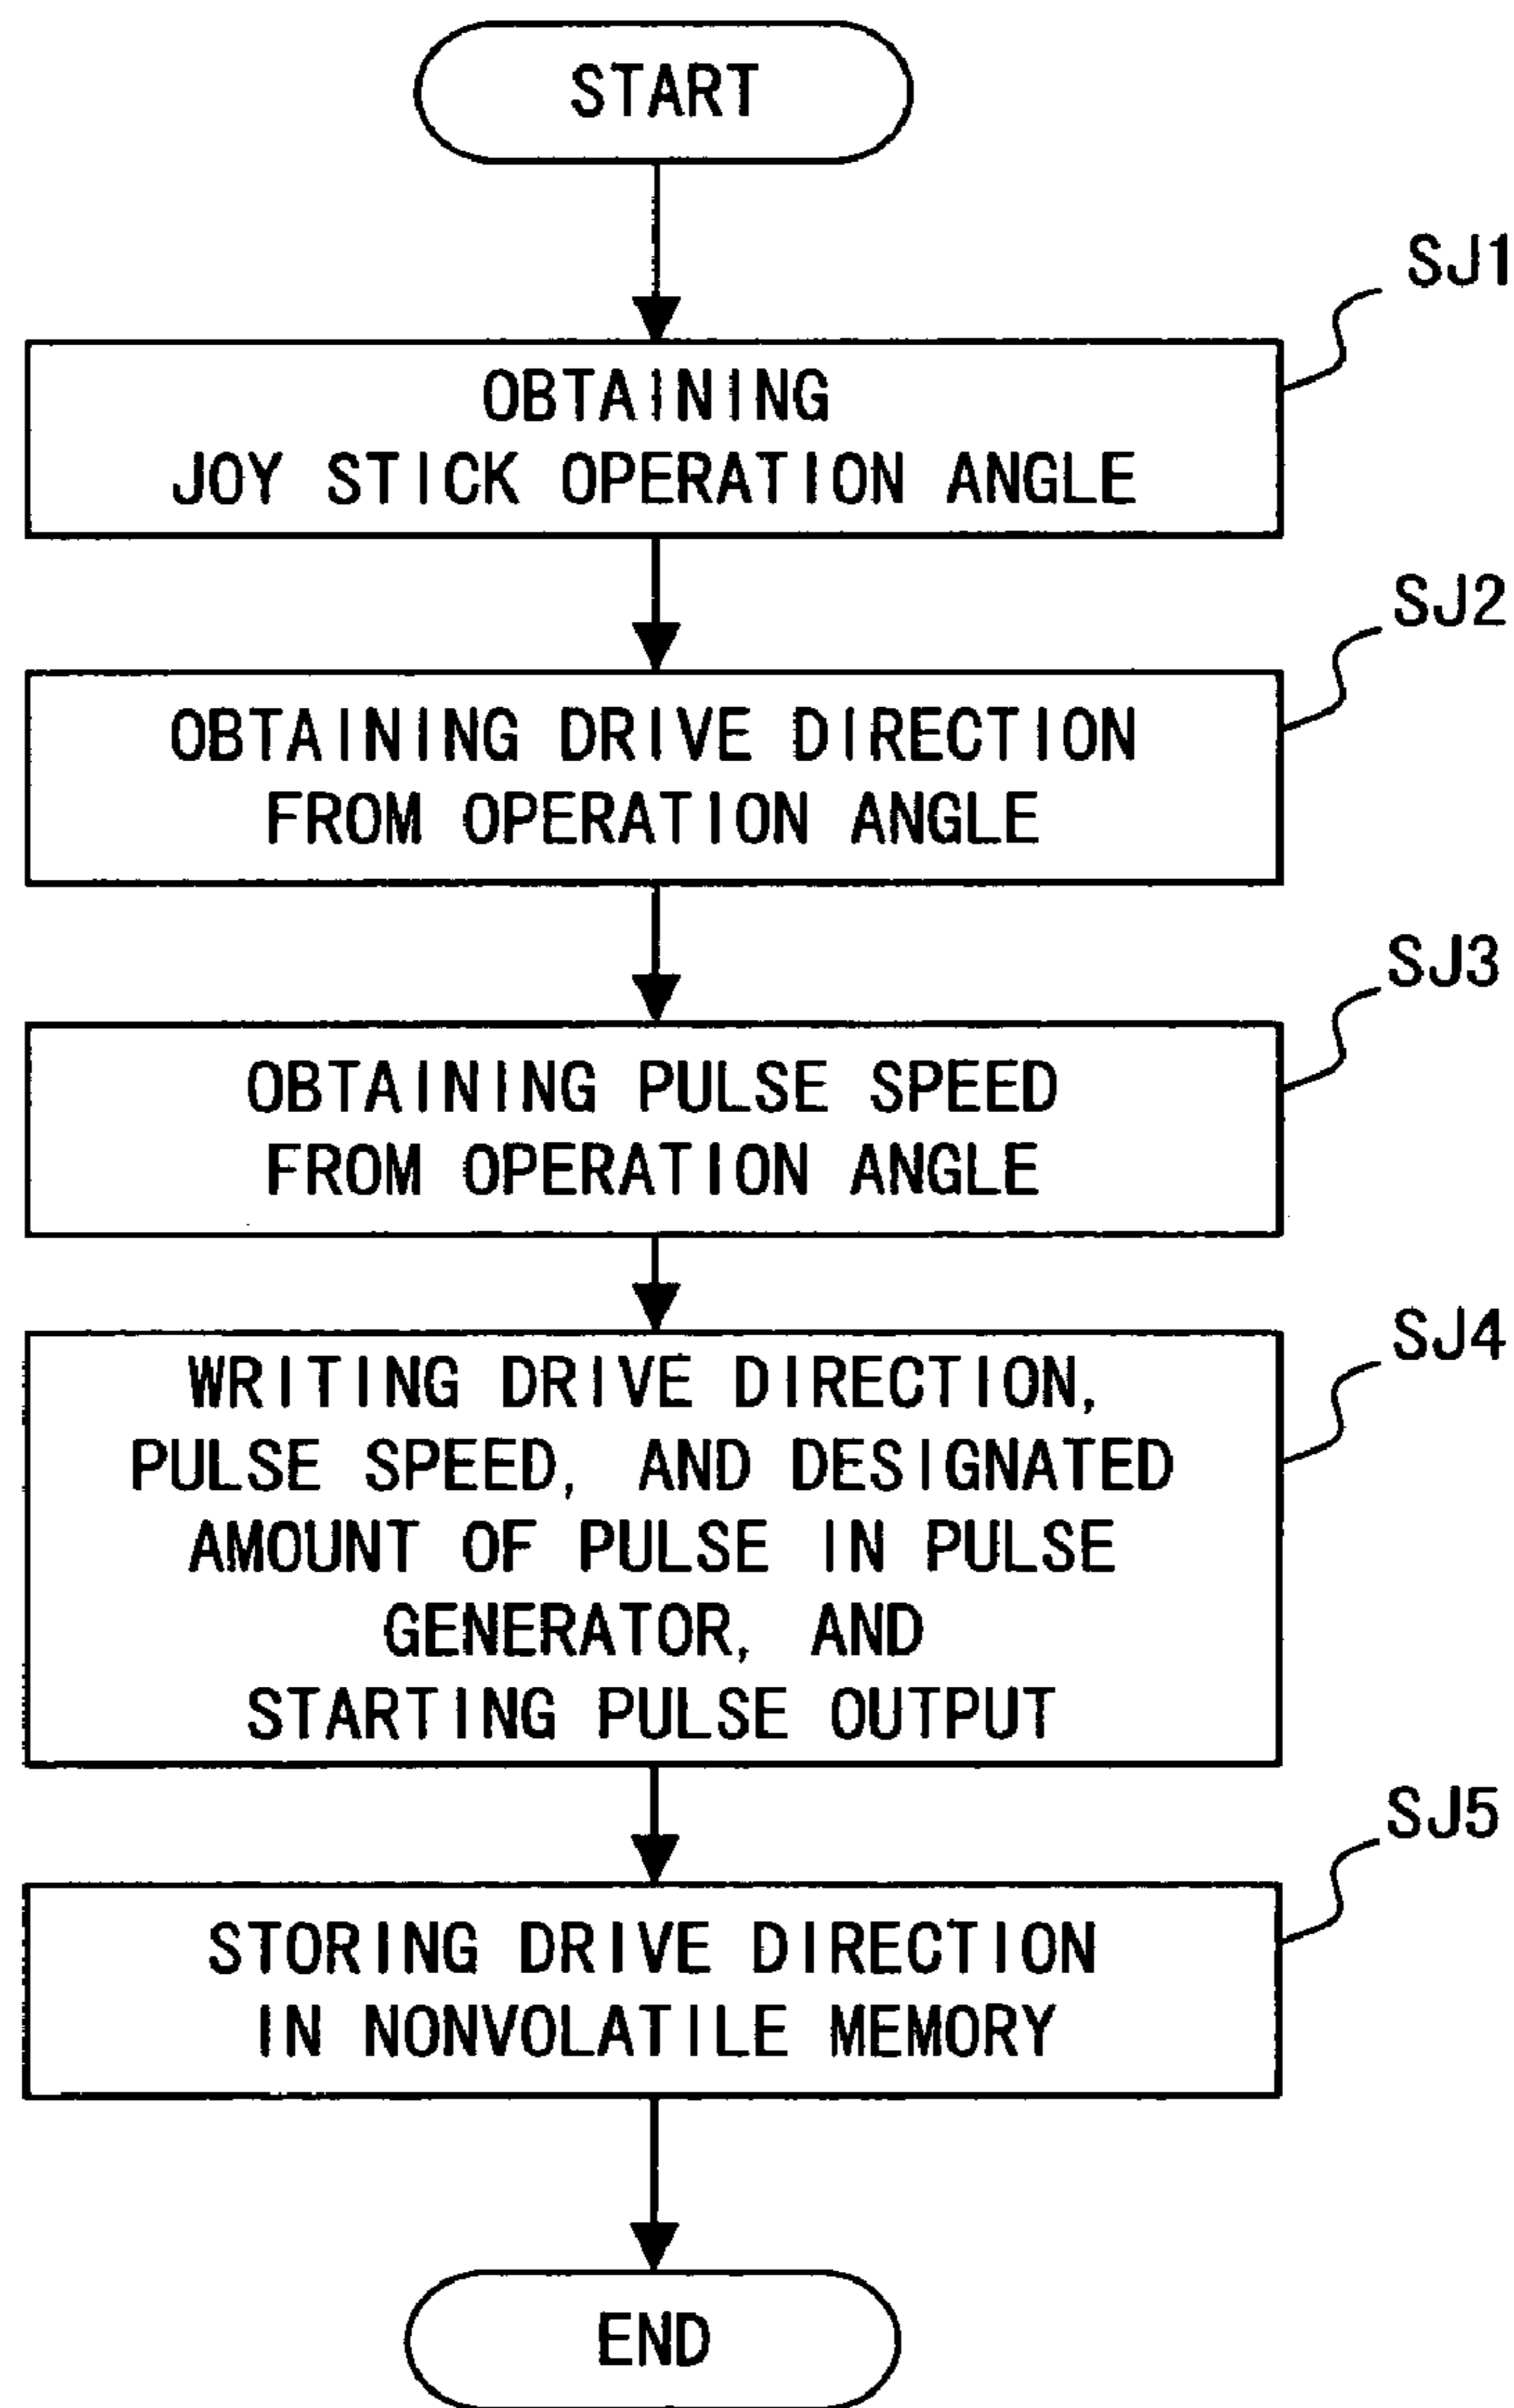 START
SJ1
OBTAINING
JOY STICK OPERATION ANGLE
SJ2
OBTAINING DRIVE DIRECTION
FROM OPERATION ANGLE
SJ3
OBTAINING PULSE SPEED
FROM OPERATION ANGLE
SJ4
WRITING DRIVE DIRECTION,
PULSE SPEED, AND DESIGNATED
AMOUNT OF PULSE IN PULSE
GENERATOR, AND
STARTING PULSE OUTPUT
SJ5
STORING DRIVE DIRECTION
IN NONVOLATILE MEMORY
END